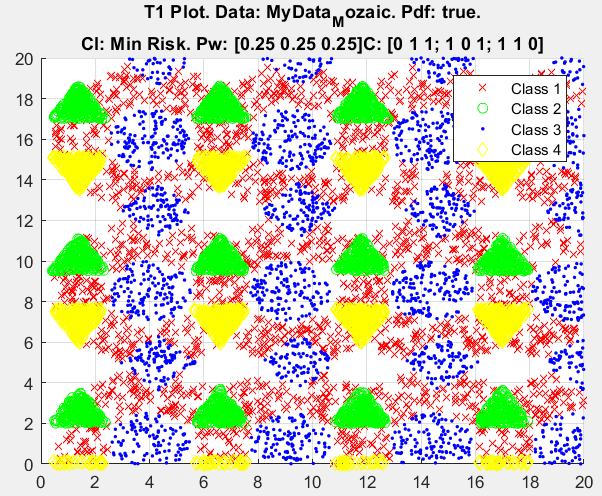 T1 Plot. Data: MyData_Mozaic. Pdf: true.
Cl: Min Risk. Pw: [0.25 0.25 0.25]C: [0 1 1; 1 0 1; 1 1 0]
20
18
16
14
12
10
8
6
4
2
0
Class 1
Class 2
Class 3
Class 4
0 2 4 6 8 10 12 14 16 18 20